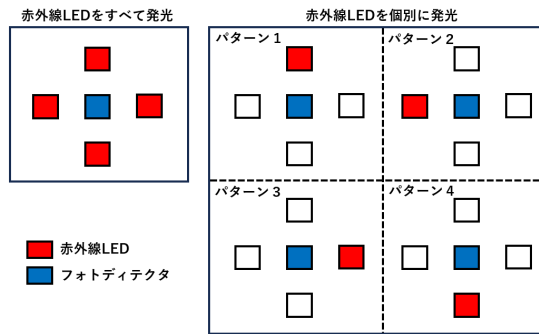 赤外線LEDをすべて発光
赤外線LEDを個別に発光
パターン1
パターン2
パターン3
パターン4
赤外線LED
フォトディテクタ